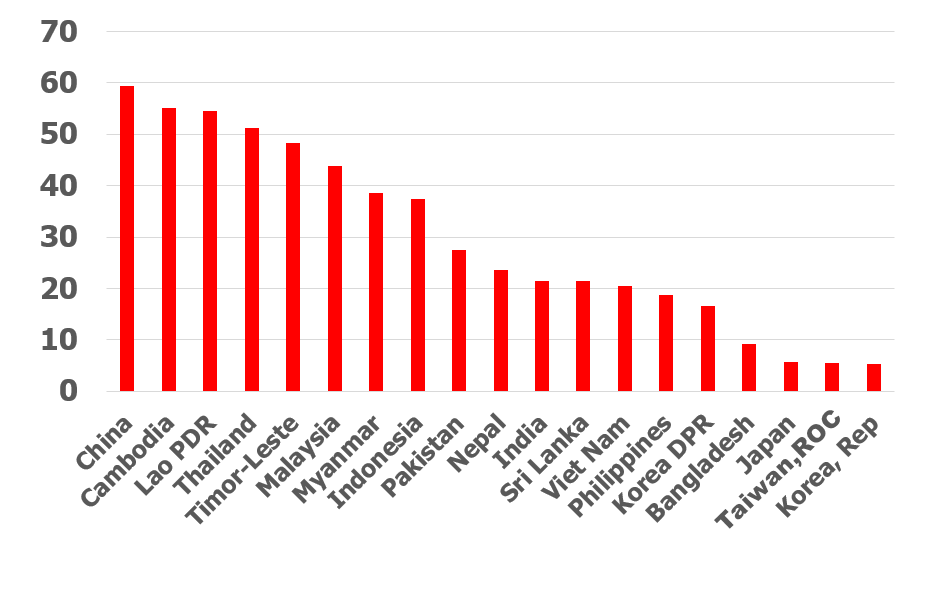 70
60
50
40
30
20
10
0
China
Cambodia
Lao PDR
Thailand
Timor-Leste
Malaysia
Myanmar
Indonesia
Pakistan
Nepal
India
Sri Lanka
Viet Nam
Philippines
Korea DPR
Bangladesh
Japan
Taiwan,ROC
Korea, Rep